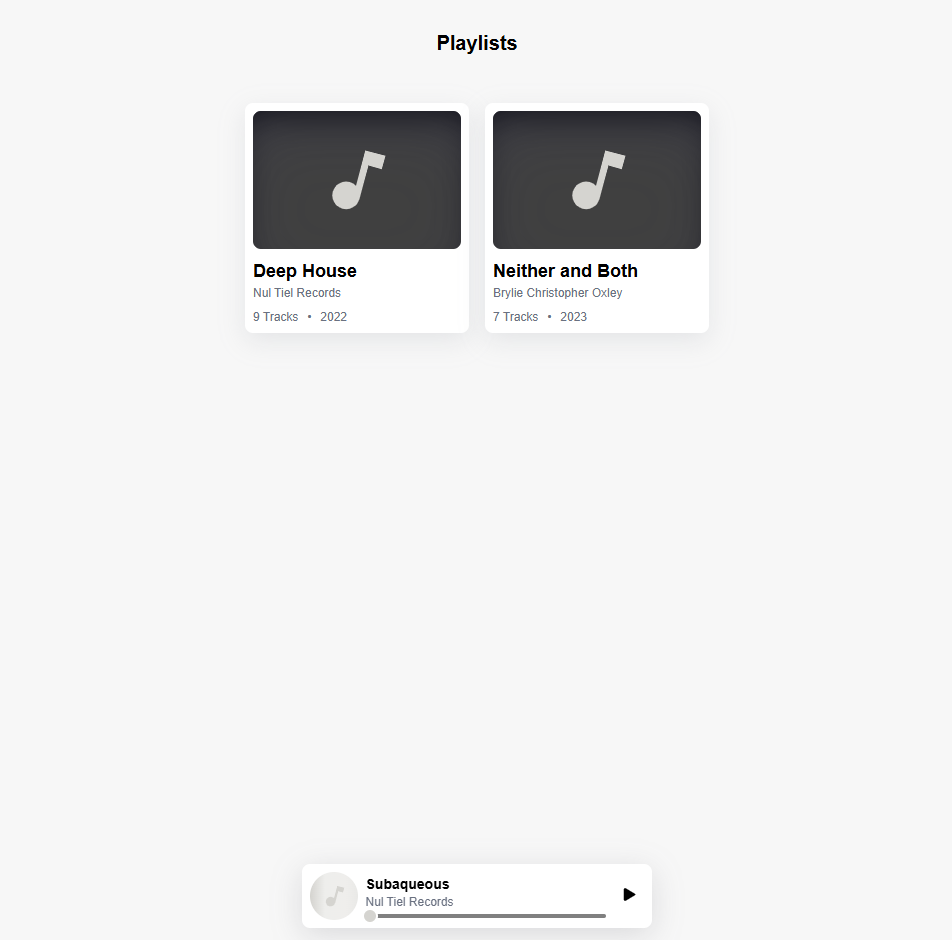 Playlists
Deep House
Nul Tiel Records
9 Tracks • 2022
Neither and Both
Brylie Christopher Oxley
7 Tracks • 2023
Subaqueous
Nul Tiel Records